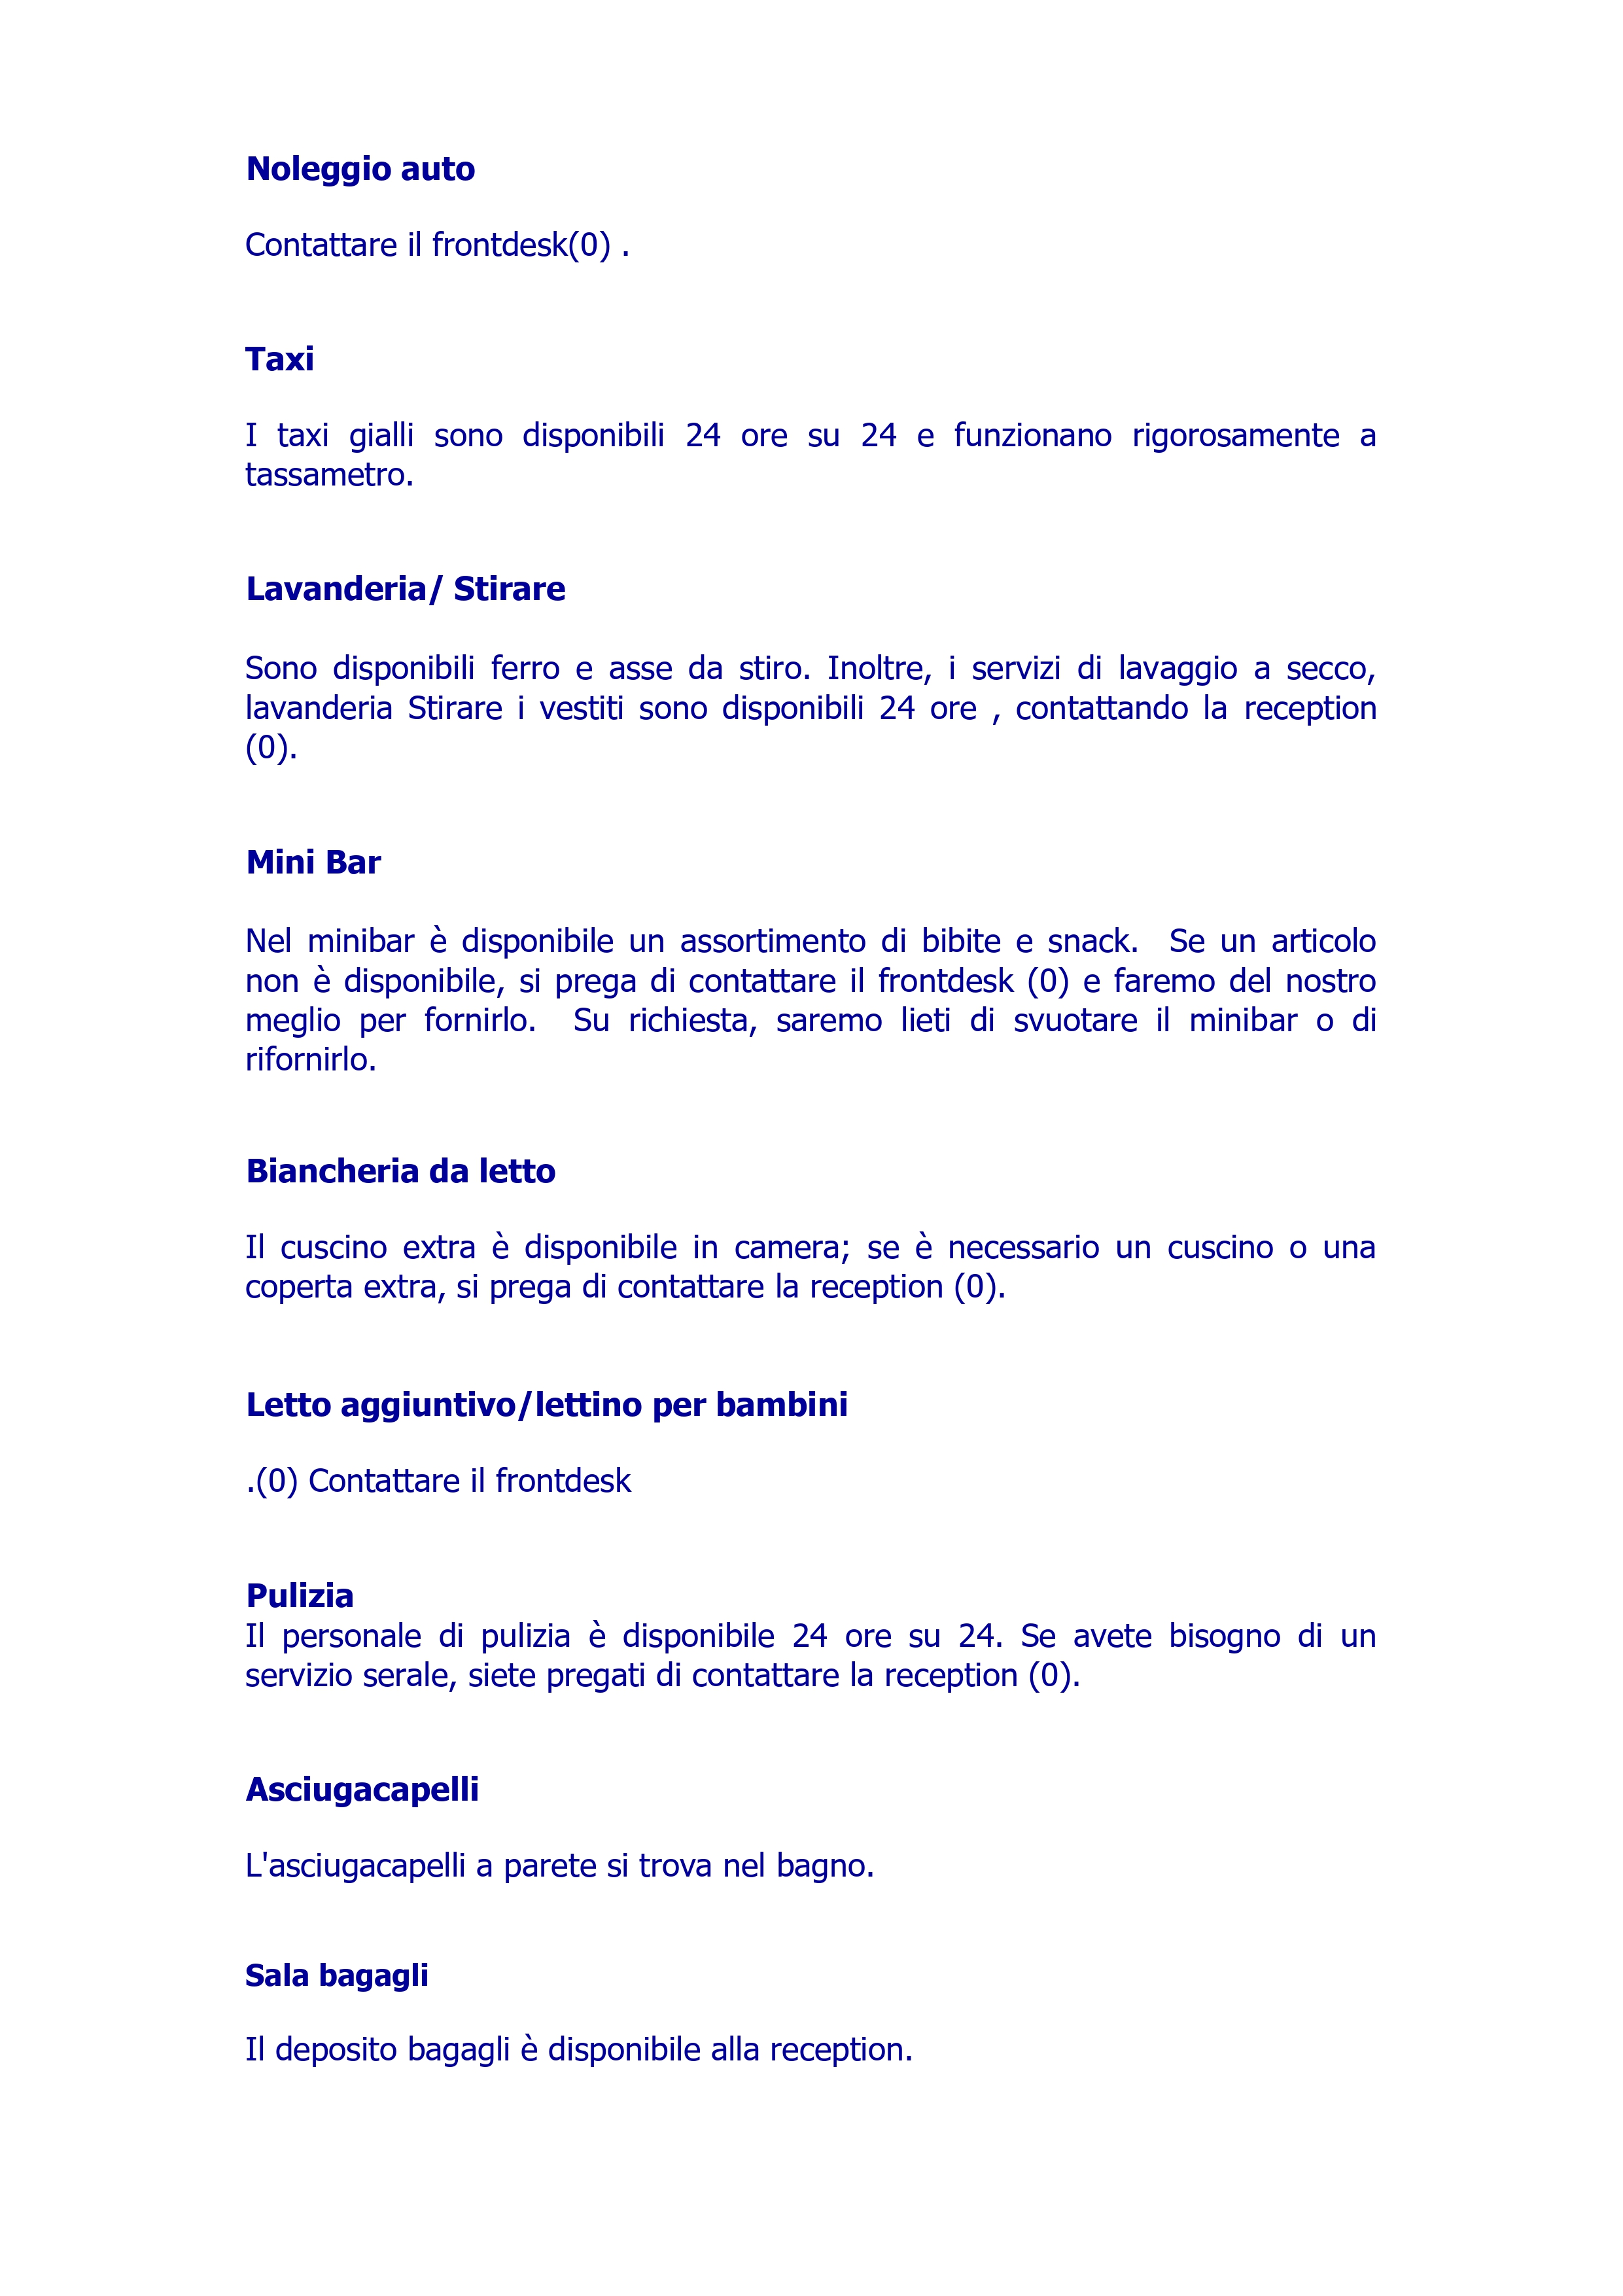 Noleggio auto
Contattare il frontdesk(0) .
Taxi
I taxi gialli sono disponibili 24 ore su 24 e funzionano rigorosamente a
tassametro.
Lavanderia/ Stirare
Sono disponibili ferro e asse da stiro. Inoltre, i servizi di lavaggio a secco,
lavanderia Stirare i vestiti sono disponibili 24 ore , contattando la reception
(0).
Mini Bar
Nel minibar è disponibile un assortimento di bibite e snack.  Se un articolo
non è disponibile, si prega di contattare il frontdesk (0) e faremo del nostro
meglio per fornirlo.  Su richiesta, saremo lieti di svuotare il minibar o di
rifornirlo.
Biancheria da letto
Il cuscino extra è disponibile in camera; se è necessario un cuscino o una
coperta extra, si prega di contattare la reception (0).
Letto aggiuntivo/lettino per bambini
.(0) Contattare il frontdesk
Pulizia
Il personale di pulizia è disponibile 24 ore su 24. Se avete bisogno di un
servizio serale, siete pregati di contattare la reception (0).
Asciugacapelli
L'asciugacapelli a parete si trova nel bagno.
Sala bagagli
Il deposito bagagli è disponibile alla reception.